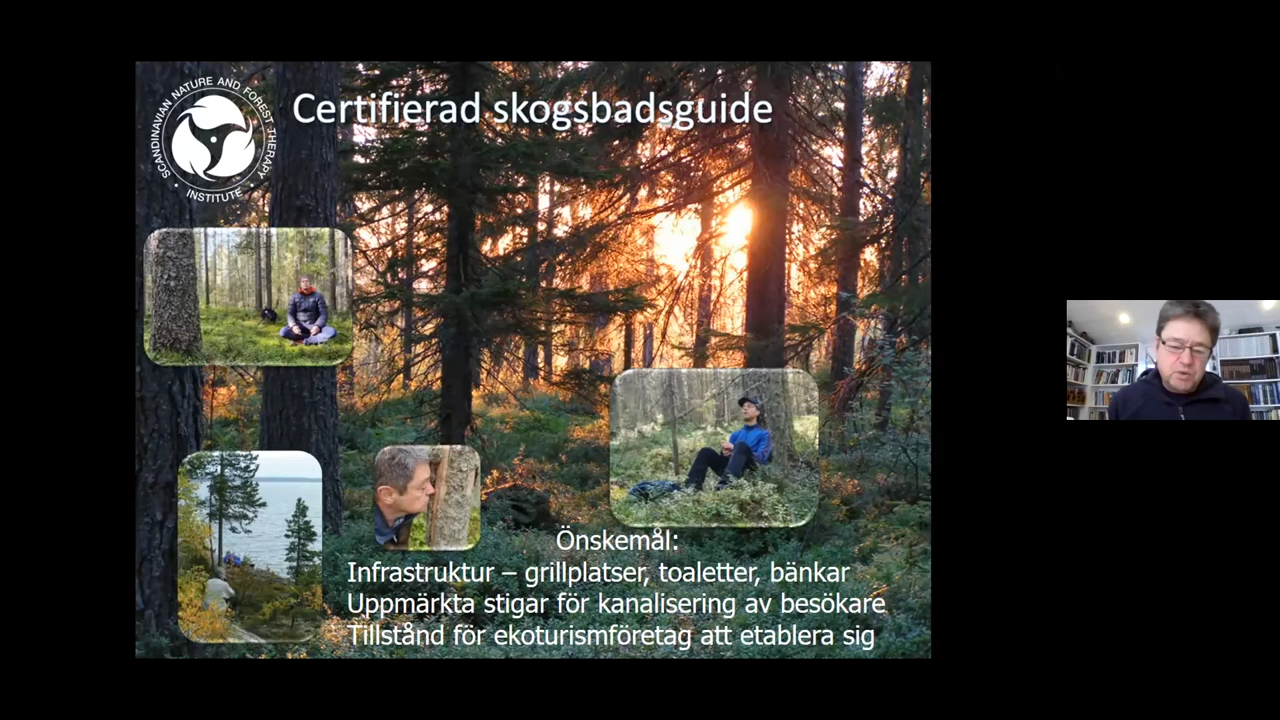 SCANDINAVIAN NATURE AND FOREST THERAPY
• INSTITUTE •
Certifierad skogsbadsguide
Önskemål:
Infrastruktur – grillplatser, toaletter, bänkar
Uppmärkta stigar för kanalisering av besökare
Tillstånd för ekoturismföretag att etablera sig